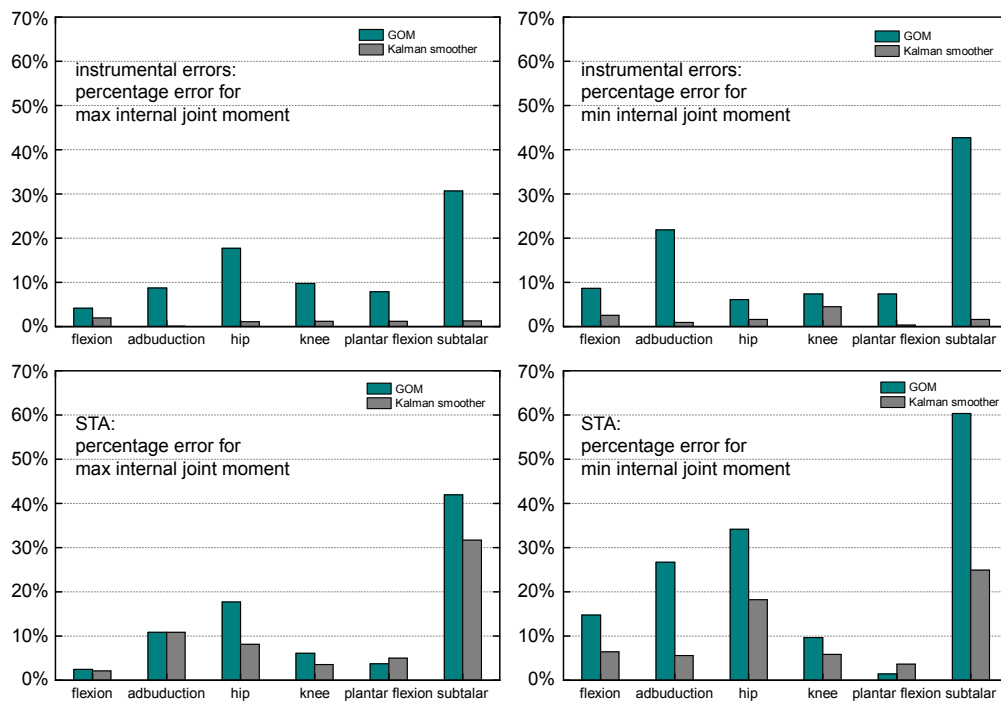 70%
60%
50%
40%
30%
20%
10%
0%
GOM
Kalman smoother
instrumental errors:
percentage error for
max internal joint moment
flexion adbuduction hip knee plantar flexion subtalar
70%
60%
50%
40%
30%
20%
10%
0%
GOM
Kalman smoother
instrumental errors:
percentage error for
min internal joint moment
flexion adbuduction hip knee plantar flexion subtalar
70%
60%
50%
40%
30%
20%
10%
0%
GOM
Kalman smoother
STA:
percentage error for
max internal joint moment
flexion adbuduction hip knee plantar flexion subtalar
70%
60%
50%
40%
30%
20%
10%
0%
GOM
Kalman smoother
STA:
percentage error for
min internal joint moment
flexion adbuduction hip knee plantar flexion subtalar